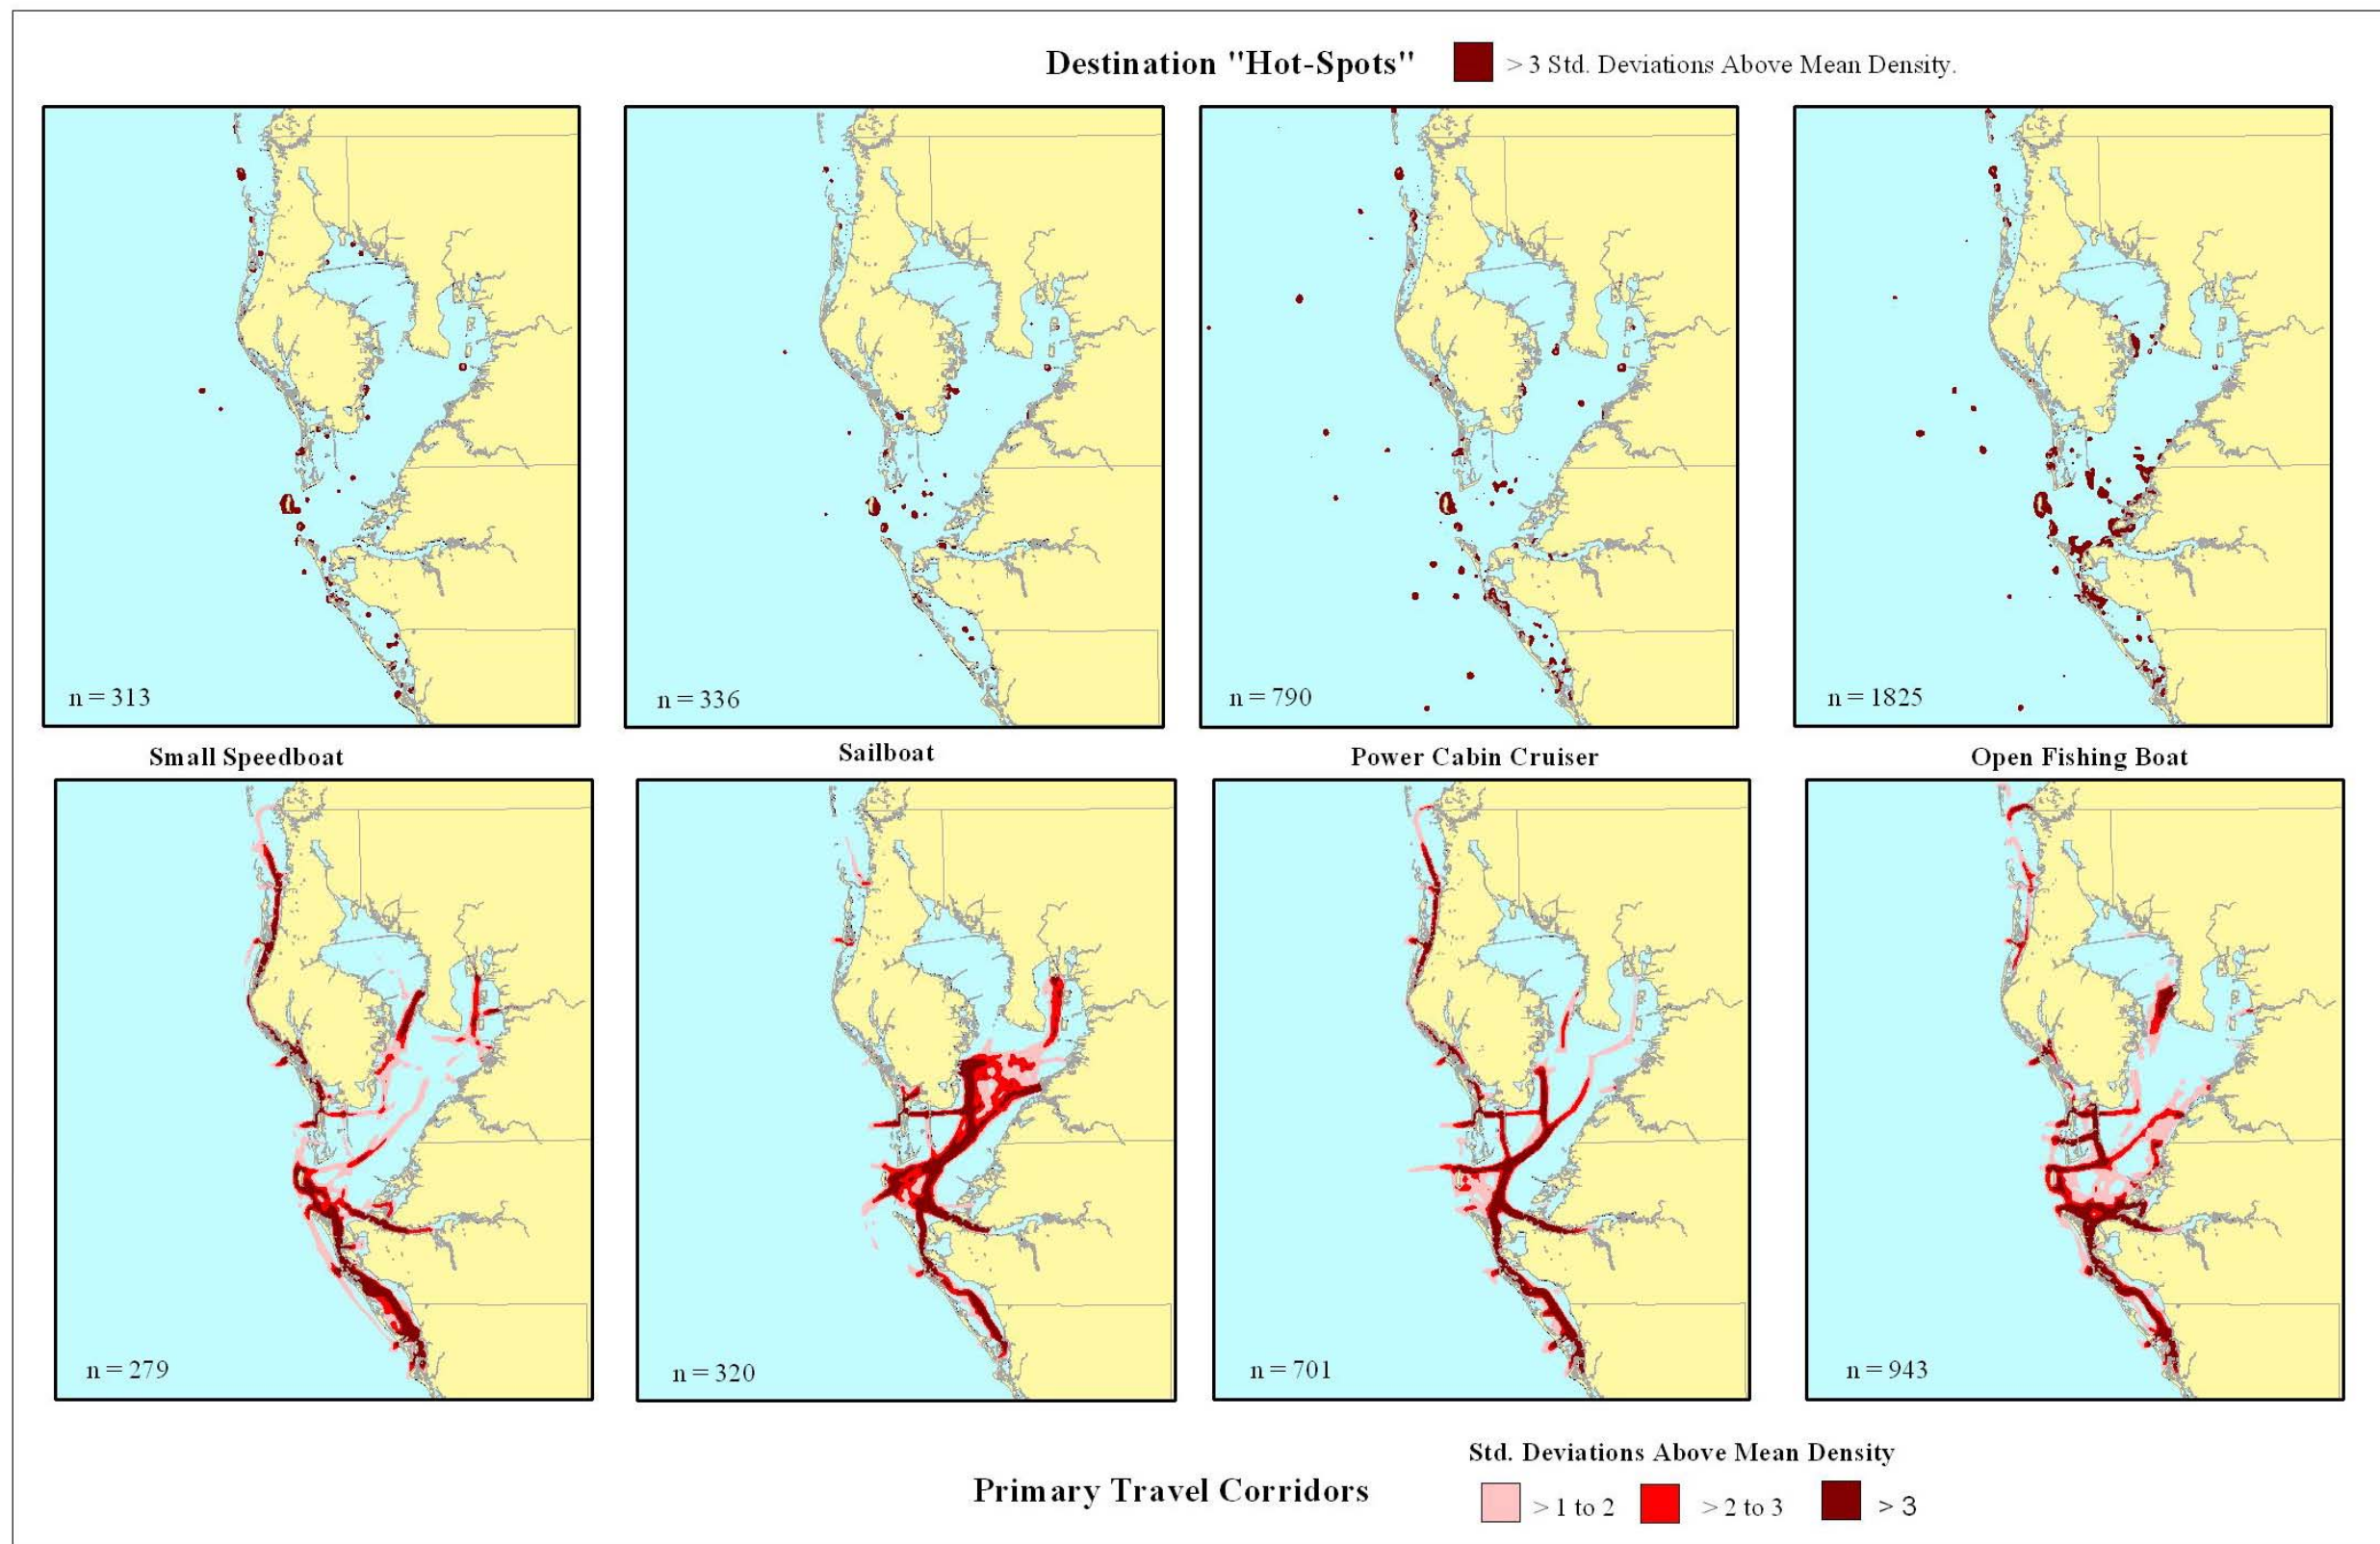 Destination "Hot-Spots"
> 3 Std. Deviations Above Mean Density.
n = 313
n = 336
n = 790
n = 1825
Small Speedboat
Sailboat
Power Cabin Cruiser
Open Fishing Boat
n = 279
n = 320
n = 701
n = 943
Primary Travel Corridors
Std. Deviations Above Mean Density
> 1 to 2
> 2 to 3
> 3